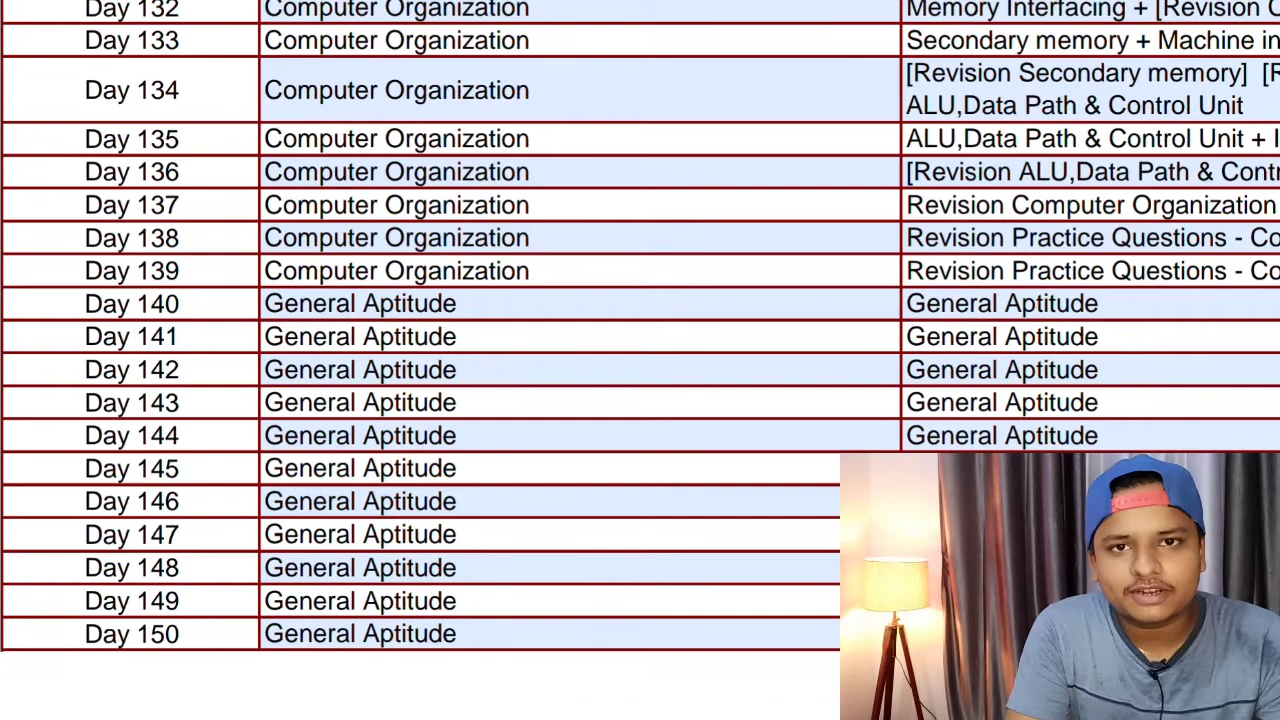 Day 132 Computer Organization Memory Interfacing + [Revision
Day 133 Computer Organization Secondary memory + Machine in
Day 134 Computer Organization [Revision Secondary memory]
ALU,Data Path & Control Unit
Day 135 Computer Organization ALU,Data Path & Control Unit +
Day 136 Computer Organization [Revision ALU,Data Path & Contr
Day 137 Computer Organization Revision Computer Organization
Day 138 Computer Organization Revision Practice Questions - Co
Day 139 Computer Organization Revision Practice Questions - Co
Day 140 General Aptitude General Aptitude
Day 141 General Aptitude General Aptitude
Day 142 General Aptitude General Aptitude
Day 143 General Aptitude General Aptitude
Day 144 General Aptitude General Aptitude
Day 145 General Aptitude
Day 146 General Aptitude
Day 147 General Aptitude
Day 148 General Aptitude
Day 149 General Aptitude
Day 150 General Aptitude